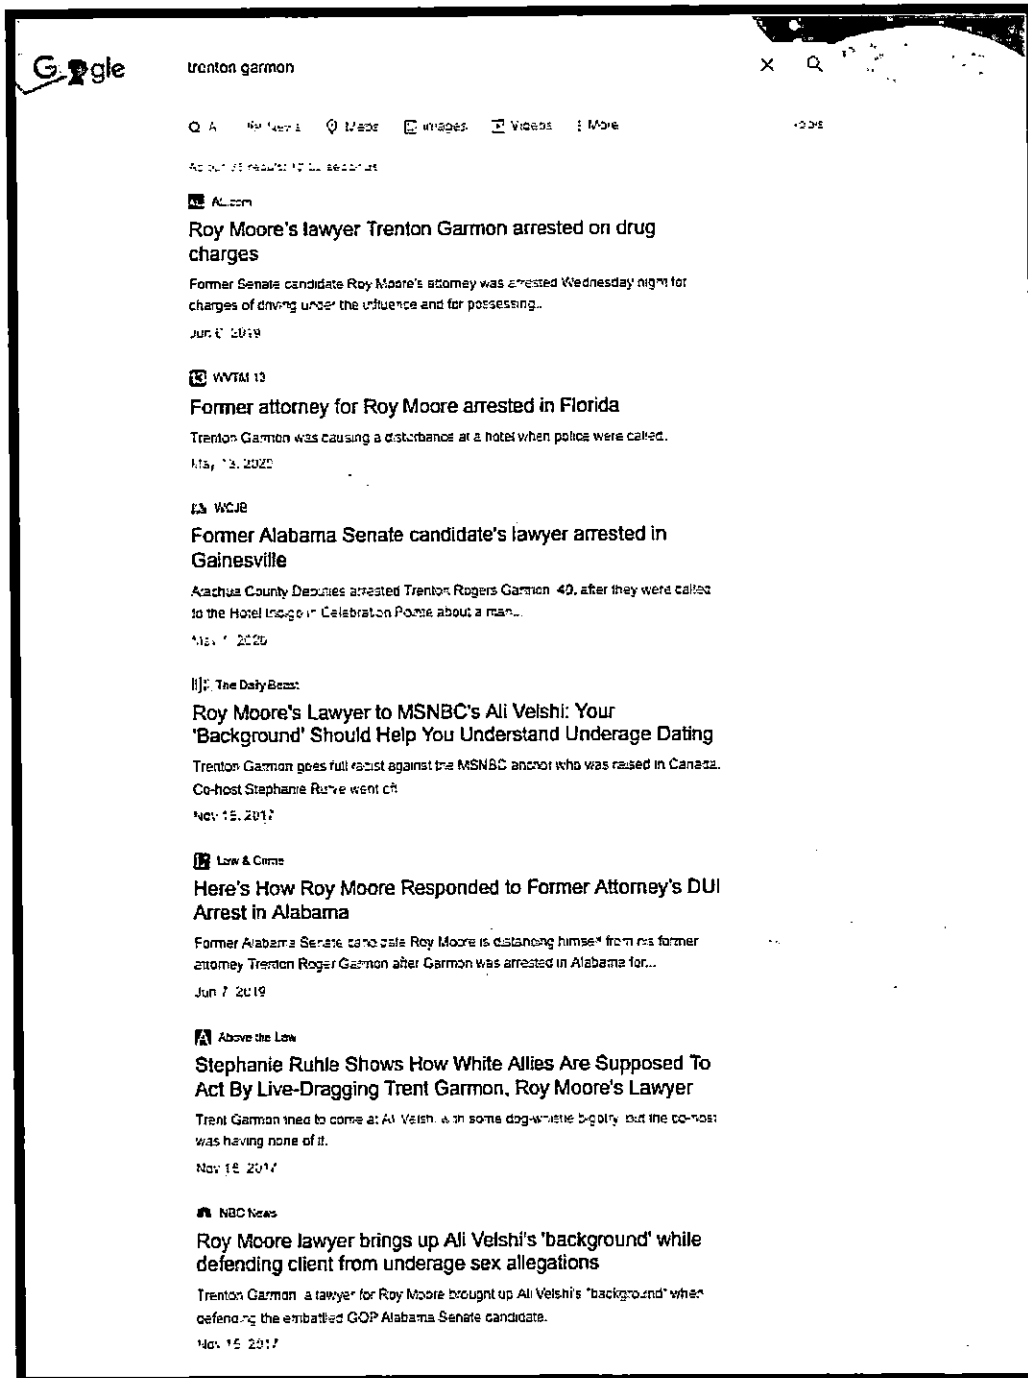 G gle
trenton garmon
Maps Images Videos More
AL.com
Roy Moore's lawyer Trenton Garmon arrested on drug
charges
Former Senate candidate Roy Moore's attorney was arrested Wednesday night for
charges of driving under the influence and for possessing...
2019
WVTM 13
Former attorney for Roy Moore arrested in Florida
Trenton Garmon was causing a disturbance at a hotel when police were called.
WCJB
Former Alabama Senate candidate's lawyer arrested in
Gainesville
Alachua County Deputies arrested Trenton Rogers Garmon 40, after they were called
to the Hotel Indigo in Celebration Pointe about a man...
The Daily Beast
Roy Moore's Lawyer to MSNBC's Ali Velshi: Your
'Background' Should Help You Understand Underage Dating
Trenton Garmon goes full racist against the MSNBC anchor who was raised in Canada.
Co-host Stephanie went off
2017
Law & Crime
Here's How Roy Moore Responded to Former Attorney's DUI
Arrest in Alabama
Former Alabama Senate candidate Roy Moore is distancing himself from his former
attorney Trenton Roger Garmon after Garmon was arrested in Alabama for...
Jun 7 2019
Above the Law
Stephanie Ruhle Shows How White Allies Are Supposed To
Act By Live-Dragging Trent Garmon, Roy Moore's Lawyer
Trent Garmon tried to come at Ali Velshi with some dog-whistle bigotry but the co-host
was having none of it.
2017
NBC News
Roy Moore lawyer brings up Ali Velshi's 'background' while
defending client from underage sex allegations
Trenton Garmon a lawyer for Roy Moore brought up Ali Velshi's "background" when
defending the embattled GOP Alabama Senate candidate.
2017